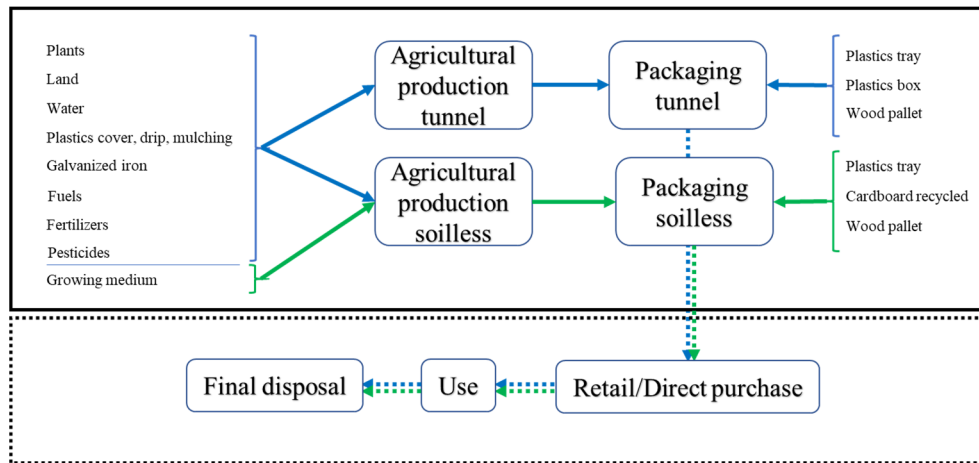 Plants
Land
Water
Plastics cover, drip, mulching
Galvanized iron
Fuels
Fertilizers
Pesticides
Growing medium
Agricultural
production
tunnel
Packaging
tunnel
Plastics tray
Plastics box
Wood pallet
Agricultural
production
soilless
Packaging
soilless
Plastics tray
Cardboard recycled
Wood pallet
Final disposal
Use
Retail/Direct purchase